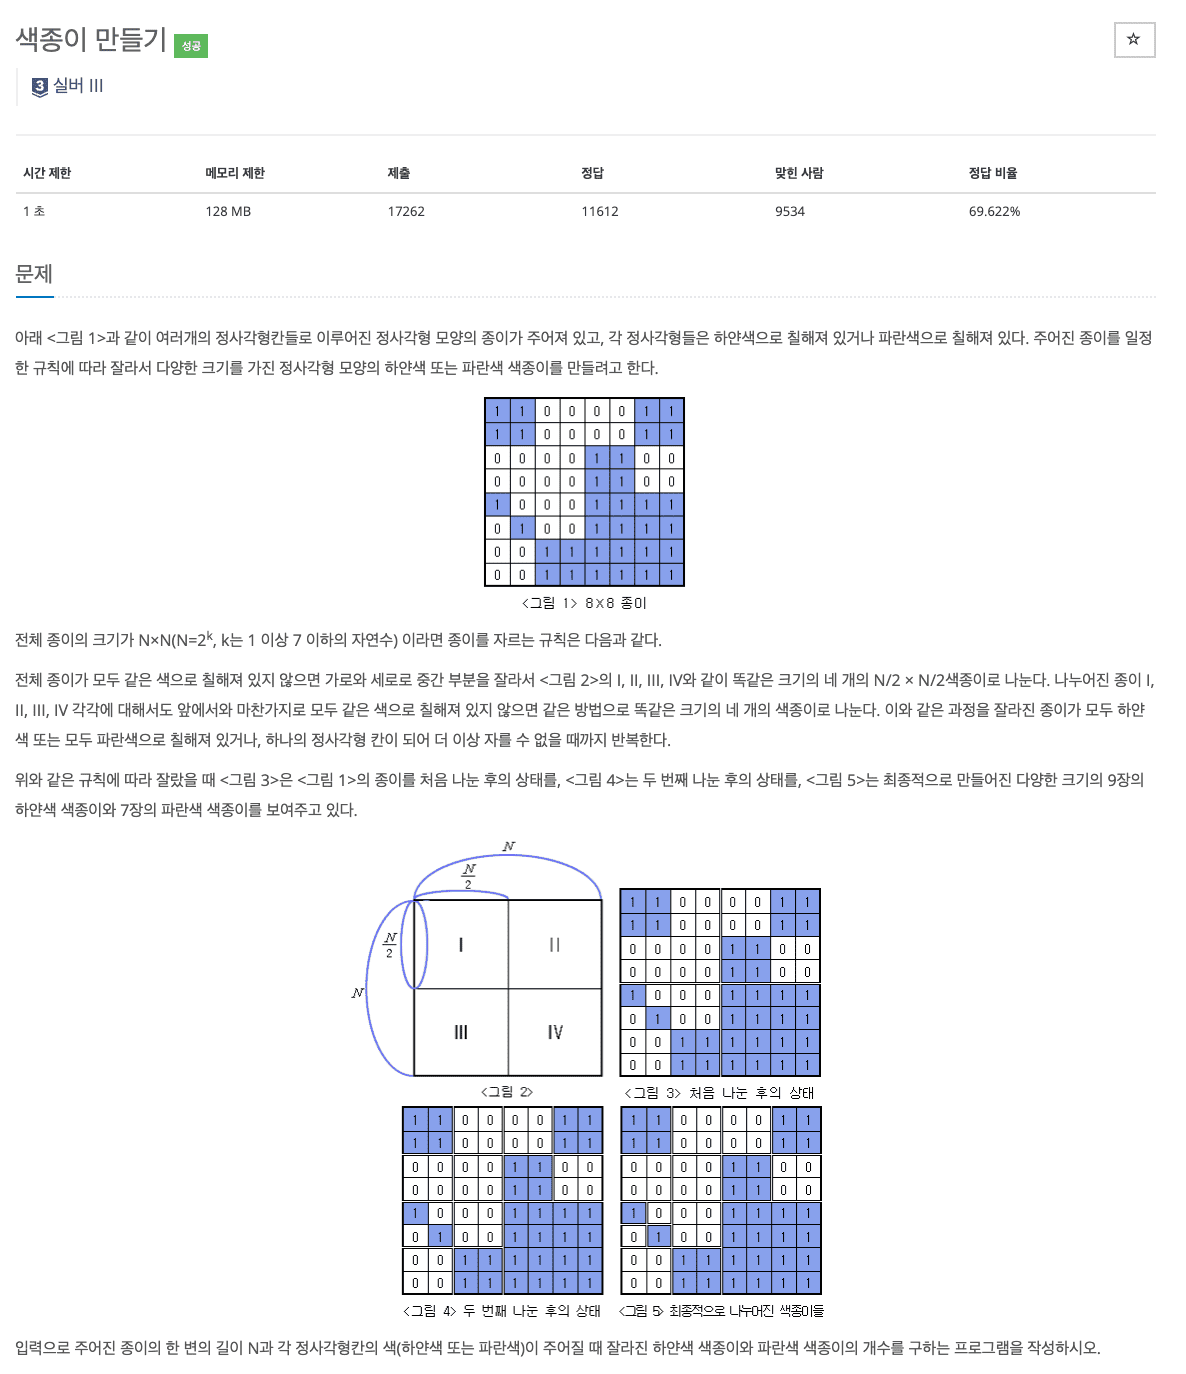 색종이 만들기 성공
☆
3 실버 III
시간 제한 메모리 제한 제출 정답 맞힌 사람 정답 비율
1 초 128 MB 17262 11612 9534 69.622%
문제
아래 <그림 1>과 같이 여러개의 정사각형칸들로 이루어진 정사각형 모양의 종이가 주어져 있고, 각 정사각형들은 하얀색으로 칠해져 있거나 파란색으로 칠해져 있다. 주어진 종이를 일정
한 규칙에 따라 잘라서 다양한 크기를 가진 정사각형 모양의 하얀색 또는 파란색 색종이를 만들려고 한다.
1 1 0 0 0 0 1 1
1 1 0 0 0 0 1 1
0 0 0 0 1 1 0 0
0 0 0 0 1 1 0 0
1 0 0 0 1 1 1 1
0 1 0 0 1 1 1 1
0 0 1 1 1 1 1 1
0 0 1 1 1 1 1 1
<그림 1> 8X8 종이
전체 종이의 크기가 N×N(N=2ᵏ, k는 1 이상 7 이하의 자연수) 이라면 종이를 자르는 규칙은 다음과 같다.
전체 종이가 모두 같은 색으로 칠해져 있지 않으면 가로와 세로로 중간 부분을 잘라서 <그림 2>의 I, II, III, IV와 같이 똑같은 크기의 네 개의 N/2 × N/2색종이로 나눈다. 나누어진 종이 I,
II, III, IV 각각에 대해서도 앞에서와 마찬가지로 모두 같은 색으로 칠해져 있지 않으면 같은 방법으로 똑같은 크기의 네 개의 색종이로 나눈다. 이와 같은 과정을 잘라진 종이가 모두 하얀
색 또는 모두 파란색으로 칠해져 있거나, 하나의 정사각형 칸이 되어 더 이상 자를 수 없을 때까지 반복한다.
위와 같은 규칙에 따라 잘랐을 때 <그림 3>은 <그림 1>의 종이를 처음 나눈 후의 상태를, <그림 4>는 두 번째 나눈 후의 상태를, <그림 5>는 최종적으로 만들어진 다양한 크기의 9장의
하얀색 색종이와 7장의 파란색 색종이를 보여주고 있다.
N
N/2
N/2
N
I II
III IV
<그림 2>
1 1 0 0 0 0 1 1
1 1 0 0 0 0 1 1
0 0 0 0 1 1 0 0
0 0 0 0 1 1 0 0
1 0 0 0 1 1 1 1
0 1 0 0 1 1 1 1
0 0 1 1 1 1 1 1
0 0 1 1 1 1 1 1
<그림 3> 처음 나눈 후의 상태
1 1 0 0 0 0 1 1
1 1 0 0 0 0 1 1
0 0 0 0 1 1 0 0
0 0 0 0 1 1 0 0
1 0 0 0 1 1 1 1
0 1 0 0 1 1 1 1
0 0 1 1 1 1 1 1
0 0 1 1 1 1 1 1
<그림 4> 두 번째 나눈 후의 상태
1 1 0 0 0 0 1 1
1 1 0 0 0 0 1 1
0 0 0 0 1 1 0 0
0 0 0 0 1 1 0 0
1 0 0 0 1 1 1 1
0 1 0 0 1 1 1 1
0 0 1 1 1 1 1 1
0 0 1 1 1 1 1 1
<그림 5> 최종적으로 나누어진 색종이들
입력으로 주어진 종이의 한 변의 길이 N과 각 정사각형칸의 색(하얀색 또는 파란색)이 주어질 때 잘라진 하얀색 색종이와 파란색 색종이의 개수를 구하는 프로그램을 작성하시오.